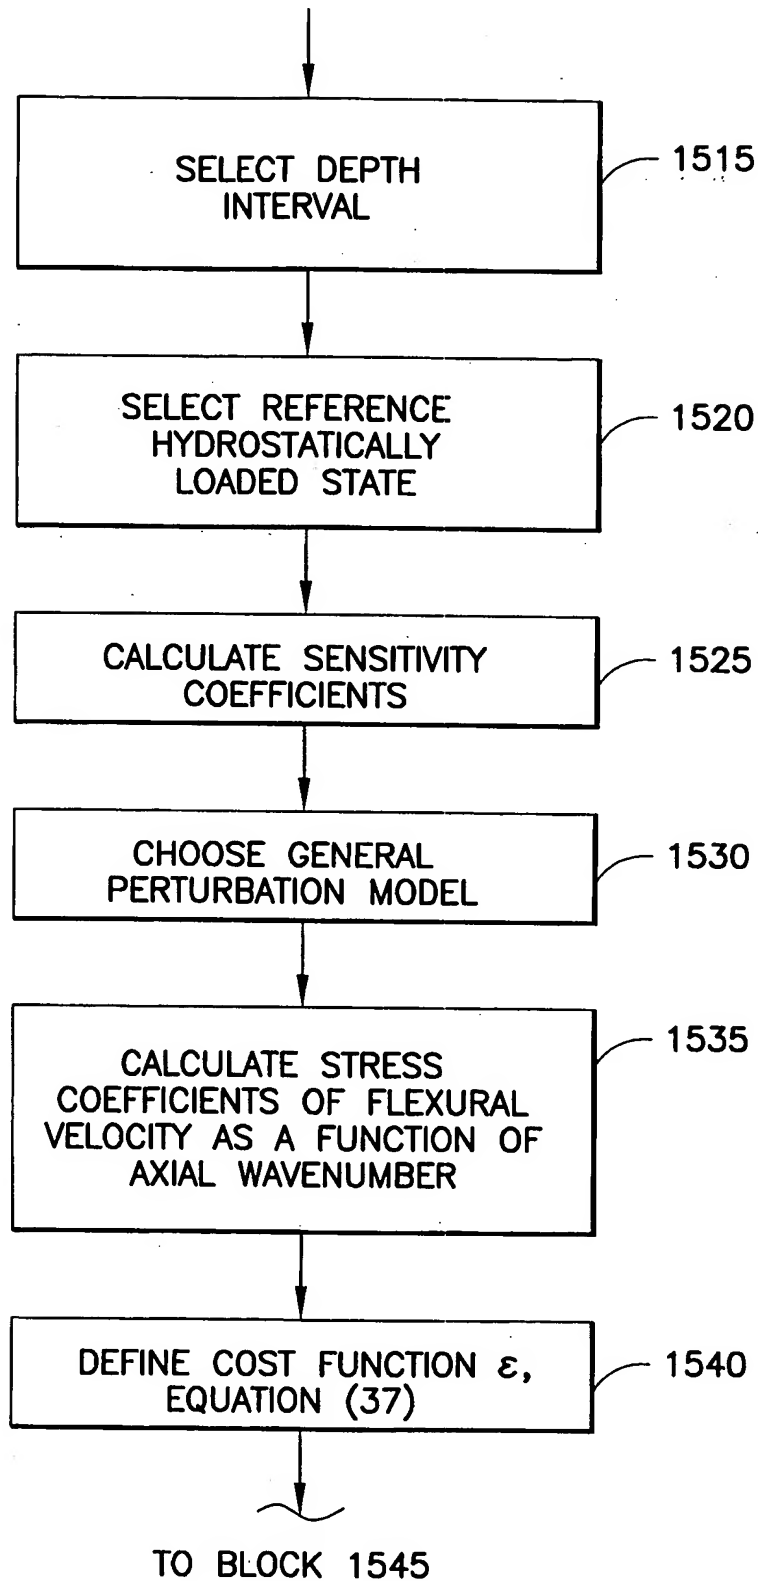 SELECT DEPTH
INTERVAL
1515
SELECT REFERENCE
HYDROSTATICALLY
LOADED STATE
1520
CALCULATE SENSITIVITY
COEFFICIENTS
1525
CHOOSE GENERAL
PERTURBATION MODEL
1530
CALCULATE STRESS
COEFFICIENTS OF FLEXURAL
VELOCITY AS A FUNCTION OF
AXIAL WAVENUMBER
1535
DEFINE COST FUNCTION ε,
EQUATION (37)
1540
TO BLOCK 1545